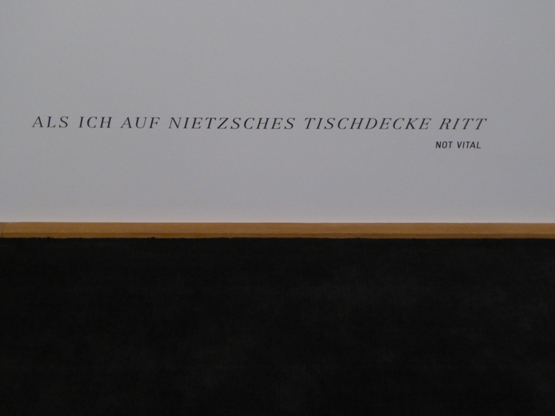 ALS ICH AUF NIETZSCHES TISCHDECKE RITT
NOT VITAL